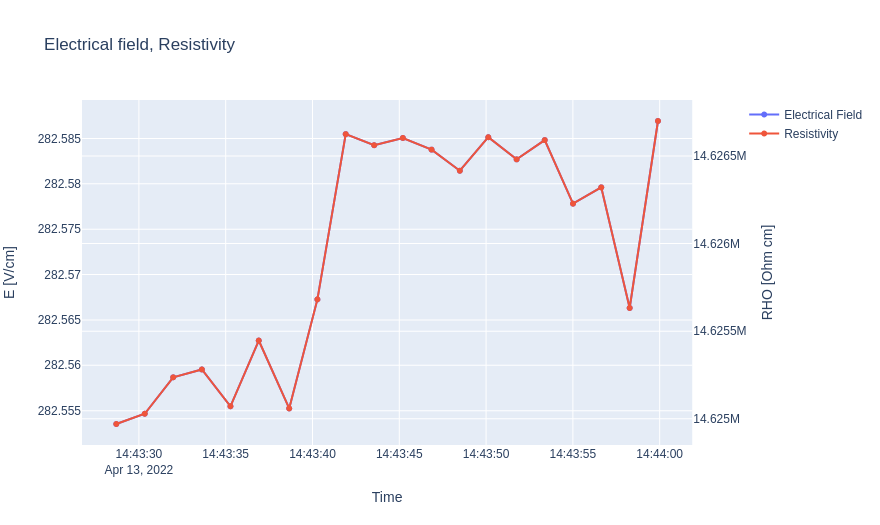 Electrical field, Resistivity
Electrical Field
Resistivity
282.585
282.58
282.575
282.57
282.565
282.56
282.555
E [V/cm]
14.6265M
14.626M
14.6255M
14.625M
RHO [Ohm cm]
14:43:30 14:43:35 14:43:40 14:43:45 14:43:50 14:43:55 14:44:00
Apr 13, 2022
Time